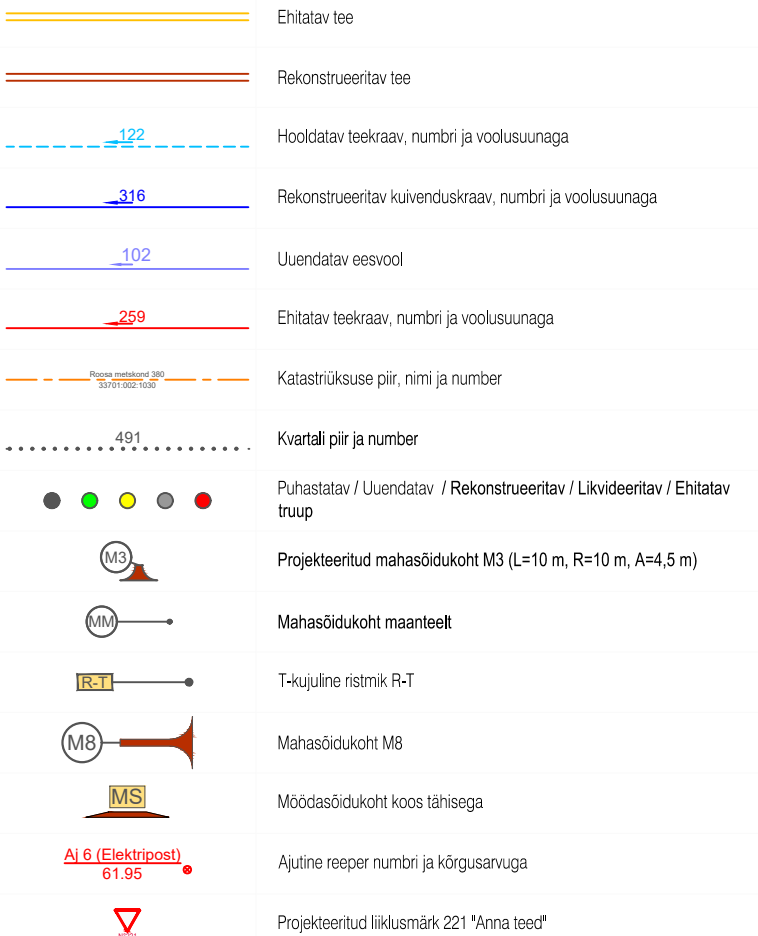 Ehitatav tee
Rekonstrueeritav tee
122
Hooldatav teekraav, numbri ja voolusuunaga
316
Rekonstrueeritav kuivenduskraav, numbri ja voolusuunaga
102
Uuendatav eesvool
259
Ehitatav teekraav, numbri ja voolusuunaga
Roosa metskond 380
33701:002:1030
Katastriüksuse piir, nimi ja number
491
Kvartali piir ja number
Puhastatav / Uuendatav / Rekonstrueeritav / Likvideeritav / Ehitatav
truup
M3
Projekteeritud mahasõidukoht M3 (L=10 m, R=10 m, A=4,5 m)
MM
Mahasõidukoht maanteelt
R-T
T-kujuline ristmik R-T
M8
Mahasõidukoht M8
MS
Möödasõidukoht koos tähisega
Aj 6 (Elektripost)
61.95
Ajutine reeper numbri ja kõrgusarvuga
Projekteeritud liiklusmärk 221 "Anna teed"